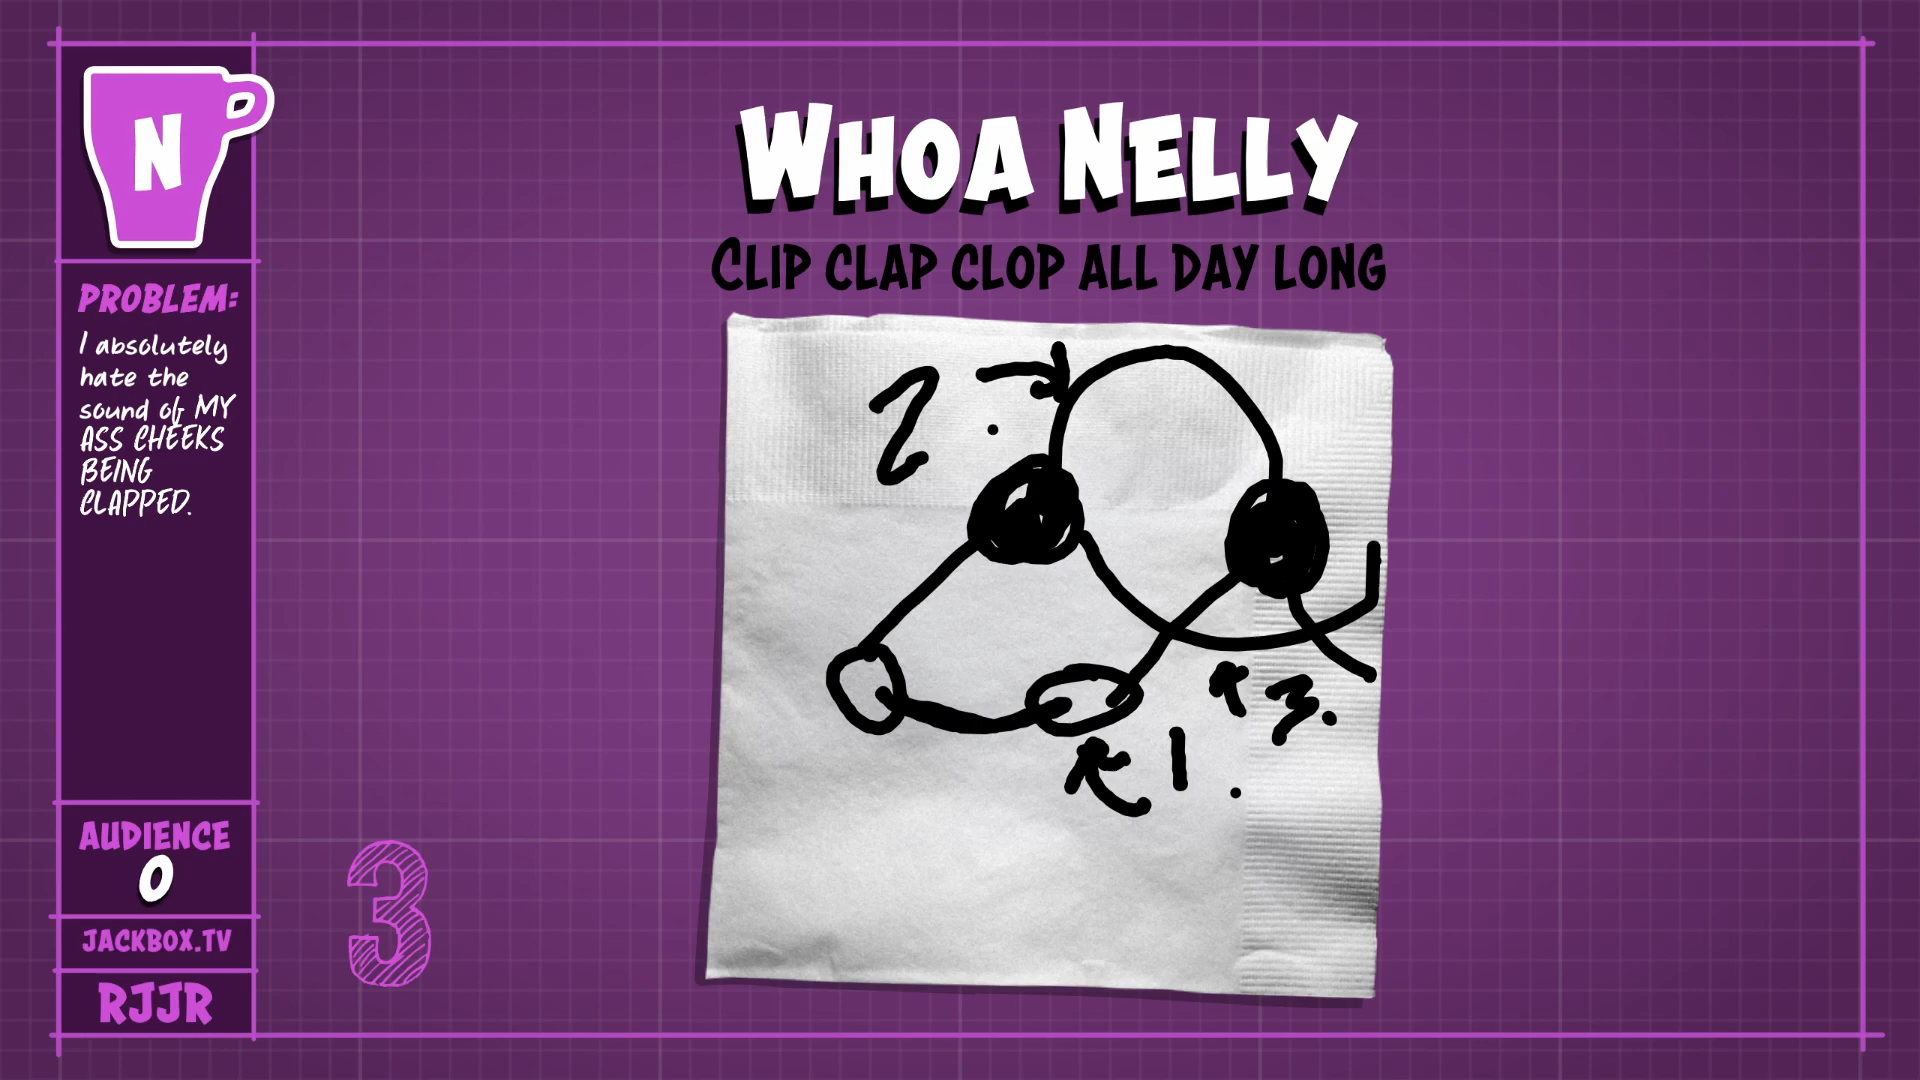 N
PROBLEM:
I absolutely
hate the
sound of MY
ASS CHEEKS
BEING
CLAPPED.
AUDIENCE
0
JACKBOX.TV
RJJR
3
WHOA NELLY
CLIP CLAP CLOP ALL DAY LONG
2.
3.
1.